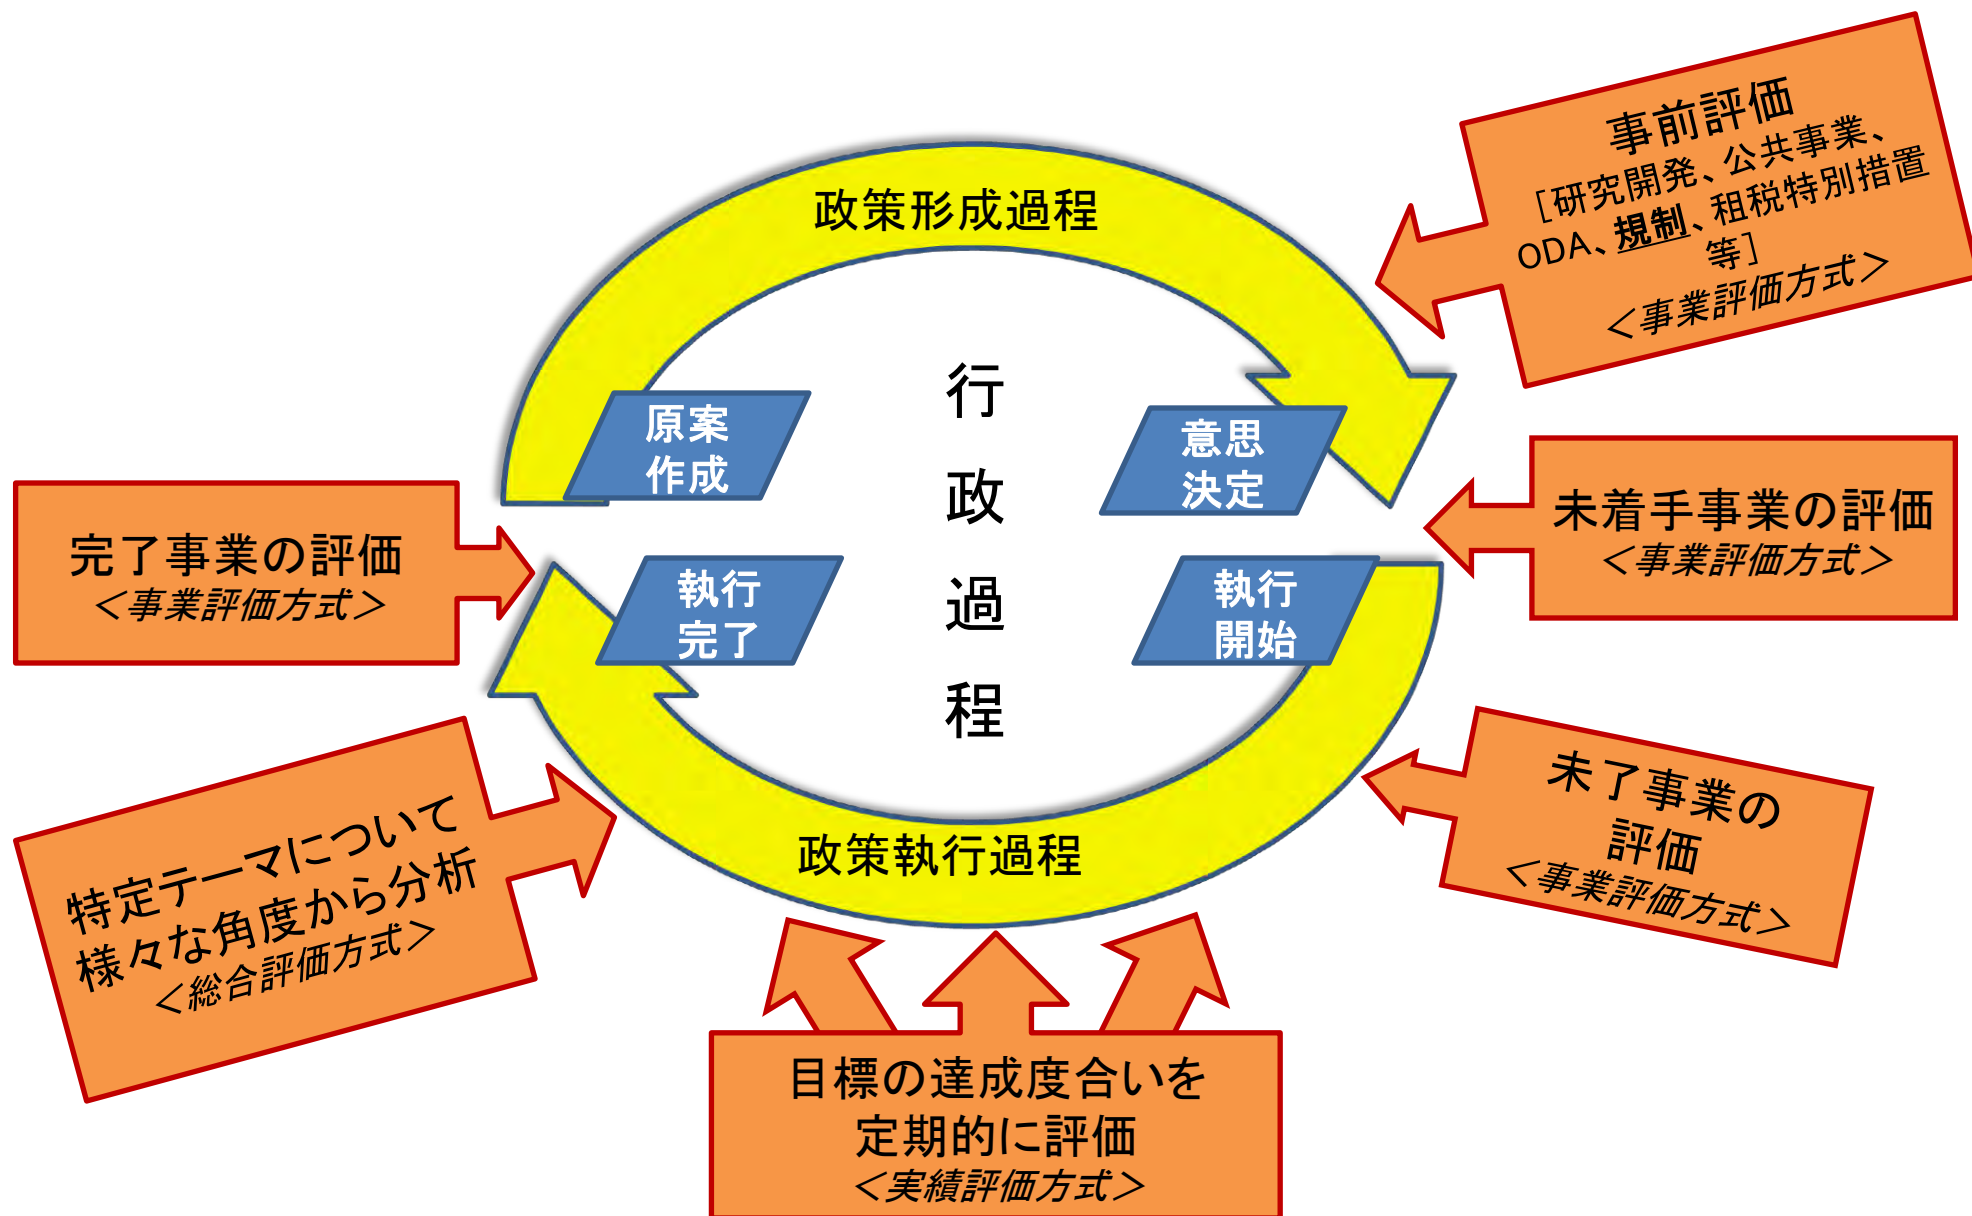 事前評価
［研究開発、公共事業、
ODA、規制、租税特別措置
等］
＜事業評価方式＞
政策形成過程
原案
作成
行
政
過
程
意思
決定
完了事業の評価
＜事業評価方式＞
未着手事業の評価
＜事業評価方式＞
執行
完了
執行
開始
特定テーマについて
様々な角度から分析
＜総合評価方式＞
政策執行過程
未了事業の
評価
＜事業評価方式＞
目標の達成度合いを
定期的に評価
＜実績評価方式＞